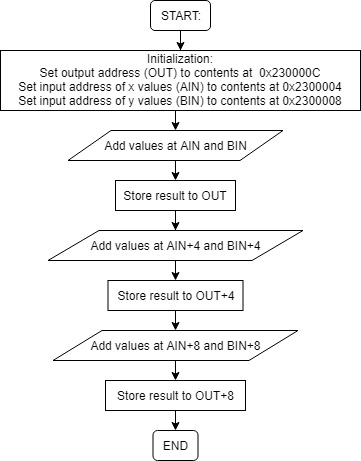 START:
Initialization:
Set output address (OUT) to contents at 0x230000C
Set input address of x values (AIN) to contents at 0x2300004
Set input address of y values (BIN) to contents at 0x2300008
Add values at AIN and BIN
Store result to OUT
Add values at AIN+4 and BIN+4
Store result to OUT+4
Add values at AIN+8 and BIN+8
Store result to OUT+8
END